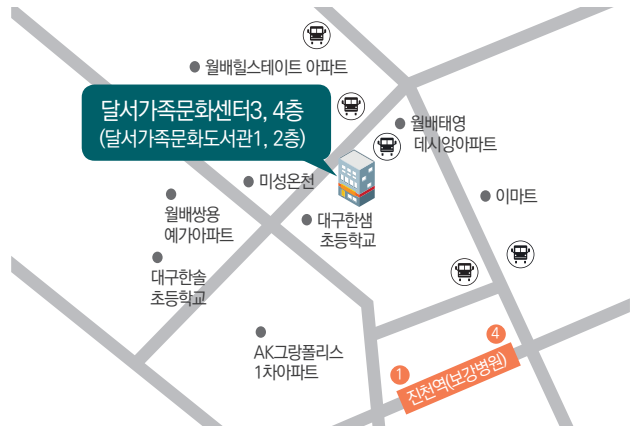 월배힐스테이트 아파트
달서가족문화센터3, 4층
(달서가족문화도서관1, 2층)
월배태영
데시앙아파트
미성온천
이마트
월배쌍용
예가아파트
대구한샘
초등학교
대구한솔
초등학교
AK그랑폴리스
1차아파트
4
1
진천역(보강병원)